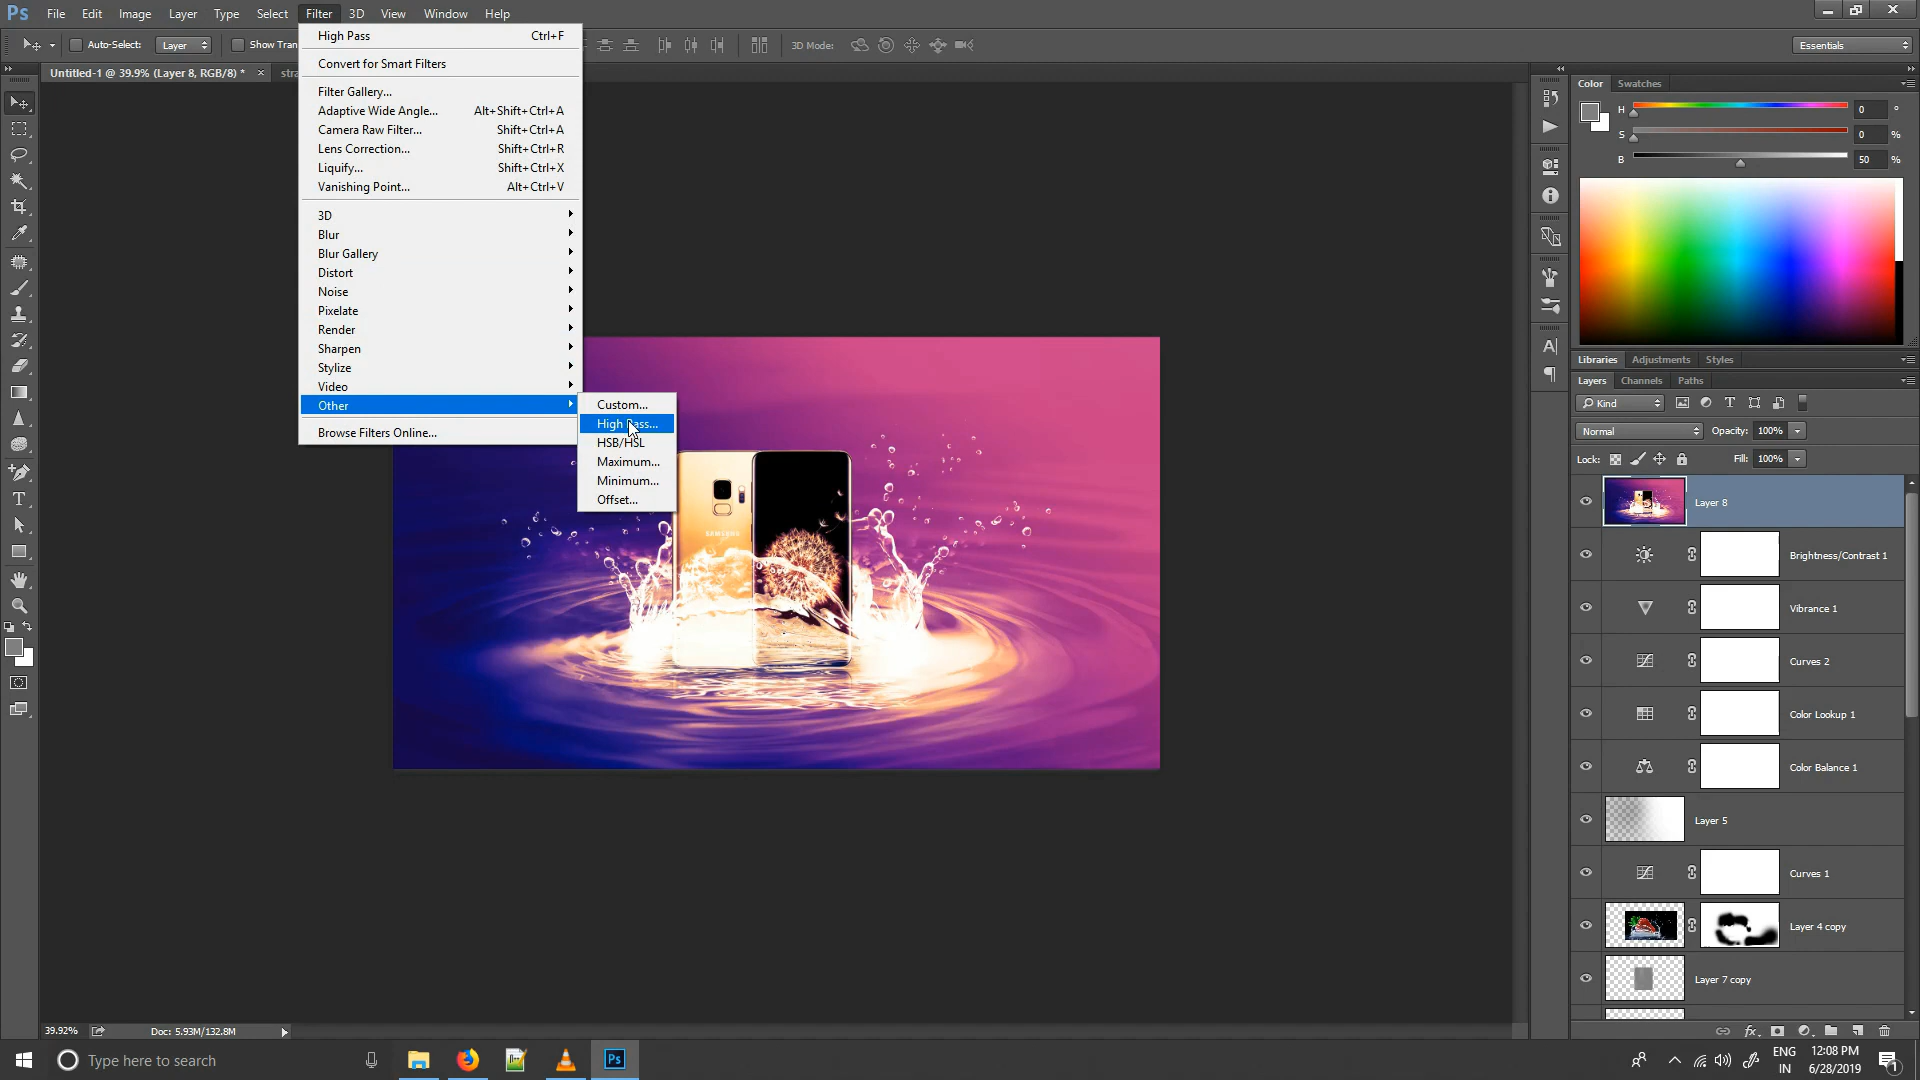 Ps File Edit Image Layer Type Select Filter 3D View Window Help
Auto-Select: Layer Show Tran 3D Mode: Essentials
Untitled-1 @ 39.9% (Layer 8, RGB/8) * × stra
High Pass Ctrl+F
Convert for Smart Filters
Filter Gallery...
Adaptive Wide Angle... Alt+Shift+Ctrl+A
Camera Raw Filter... Shift+Ctrl+A
Lens Correction... Shift+Ctrl+R
Liquify... Shift+Ctrl+X
Vanishing Point... Alt+Ctrl+V
3D
Blur
Blur Gallery
Distort
Noise
Pixelate
Render
Sharpen
Stylize
Video
Other
Browse Filters Online...
Custom...
High Pass...
HSB/HSL
Maximum...
Minimum...
Offset...
SAMSUNG
Color Swatches
H 0 °
S 0 %
B 50 %
Libraries Adjustments Styles
Layers Channels Paths
Kind
Normal Opacity: 100%
Lock: Fill: 100%
Layer 8
Brightness/Contrast 1
Vibrance 1
Curves 2
Color Lookup 1
Color Balance 1
Layer 5
Curves 1
Layer 4 copy
Layer 7 copy
39.92% Doc: 5.93M/132.8M
Type here to search
Ps
ENG
IN
12:08 PM
6/28/2019
1